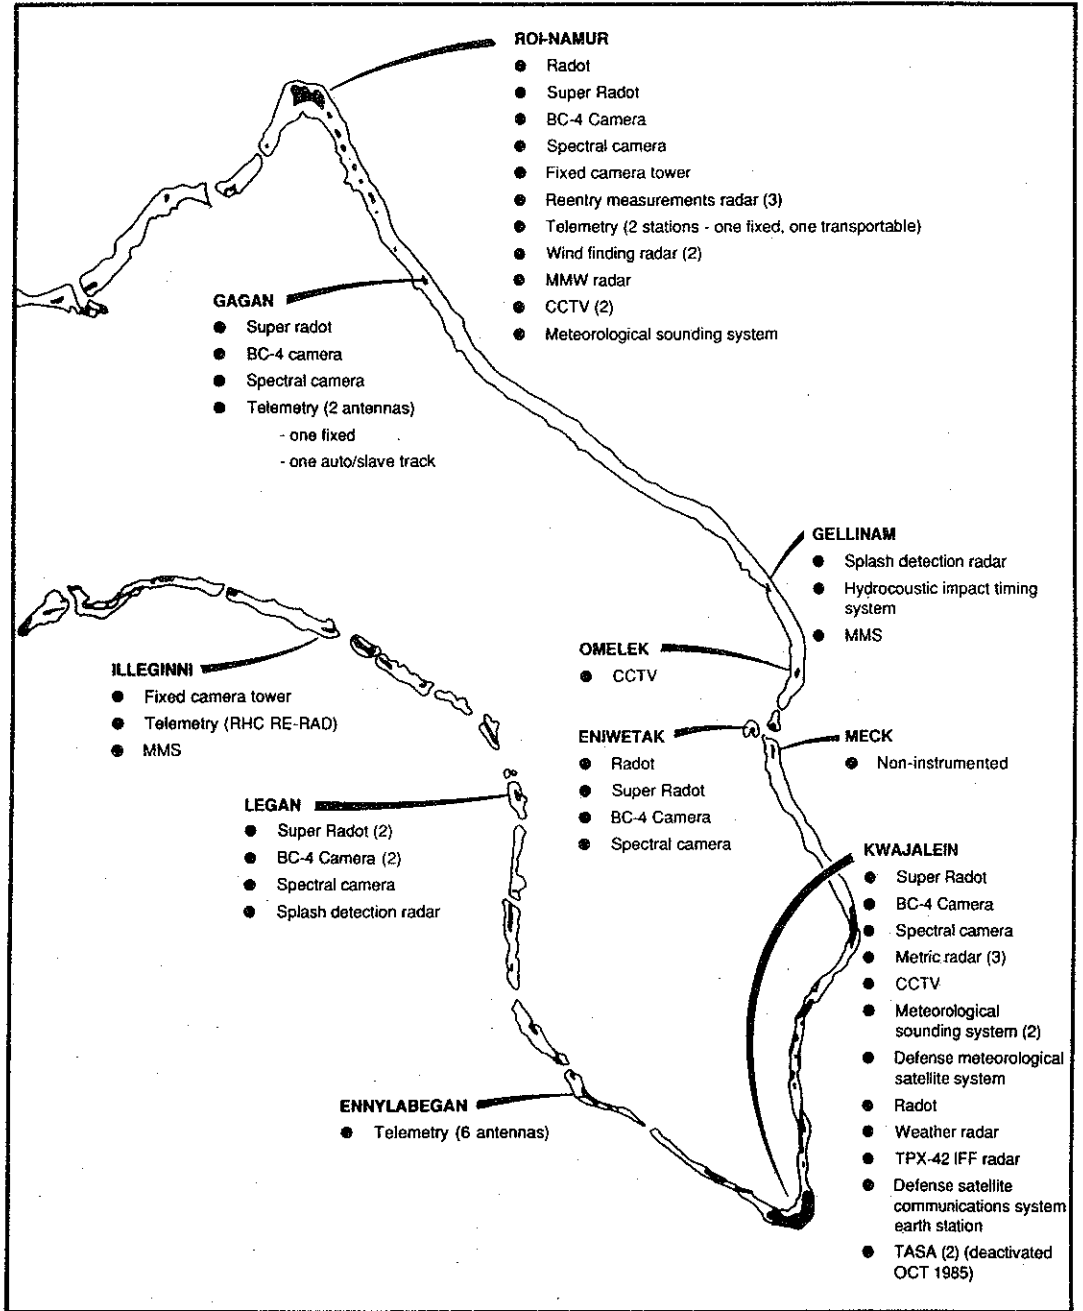 ROI-NAMUR
● Radot
● Super Radot
● BC-4 Camera
● Spectral camera
● Fixed camera tower
● Reentry measurements radar (3)
● Telemetry (2 stations - one fixed, one transportable)
● Wind finding radar (2)
● MMW radar
● CCTV (2)
● Meteorological sounding system
GAGAN
● Super radot
● BC-4 camera
● Spectral camera
● Telemetry (2 antennas)
- one fixed
- one auto/slave track
GELLINAM
● Splash detection radar
● Hydrocoustic impact timing
system
● MMS
OMELEK
● CCTV
ILLEGINNI
● Fixed camera tower
● Telemetry (RHC RE-RAD)
● MMS
ENIWETAK
● Radot
● Super Radot
● BC-4 Camera
● Spectral camera
MECK
● Non-instrumented
LEGAN
● Super Radot (2)
● BC-4 Camera (2)
● Spectral camera
● Splash detection radar
KWAJALEIN
● Super Radot
● BC-4 Camera
● Spectral camera
● Metric radar (3)
● CCTV
● Meteorological
sounding system (2)
● Defense meteorological
satellite system
● Radot
● Weather radar
● TPX-42 IFF radar
● Defense satellite
communications system
earth station
● TASA (2) (deactivated
OCT 1985)
ENNYLABEGAN
● Telemetry (6 antennas)